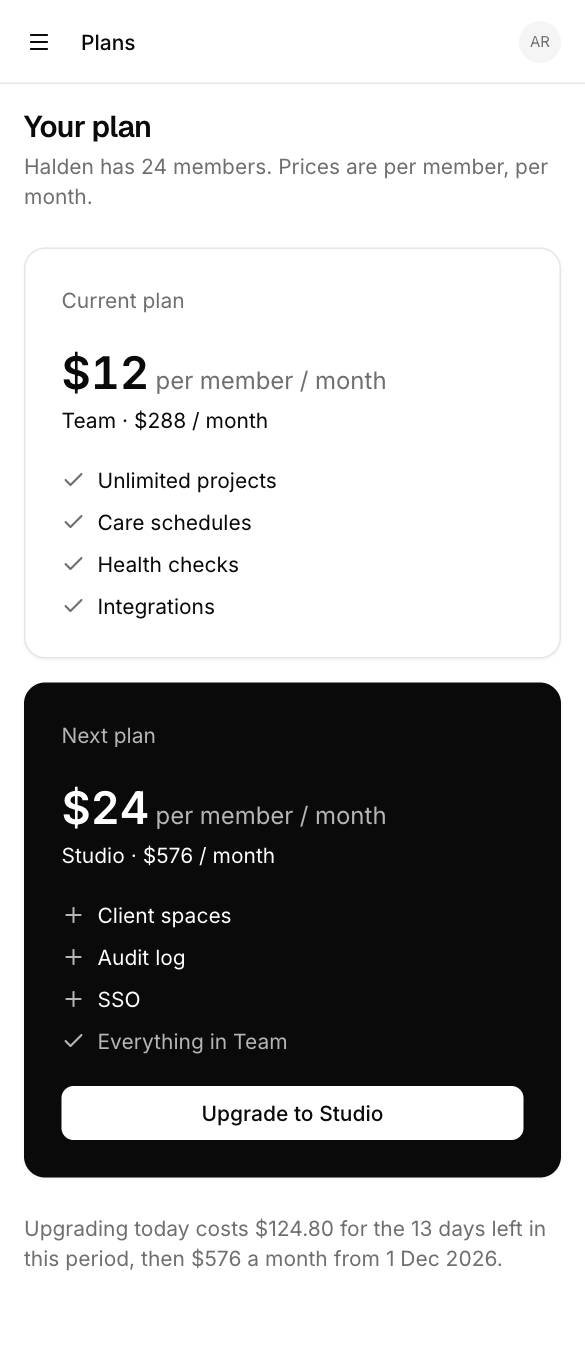 Plans
AR
Your plan
Halden has 24 members. Prices are per member, per
month.
Current plan
$12 per member / month
Team · $288 / month
Unlimited projects
Care schedules
Health checks
Integrations
Next plan
$24 per member / month
Studio · $576 / month
Client spaces
Audit log
SSO
Everything in Team
Upgrade to Studio
Upgrading today costs $124.80 for the 13 days left in
this period, then $576 a month from 1 Dec 2026.